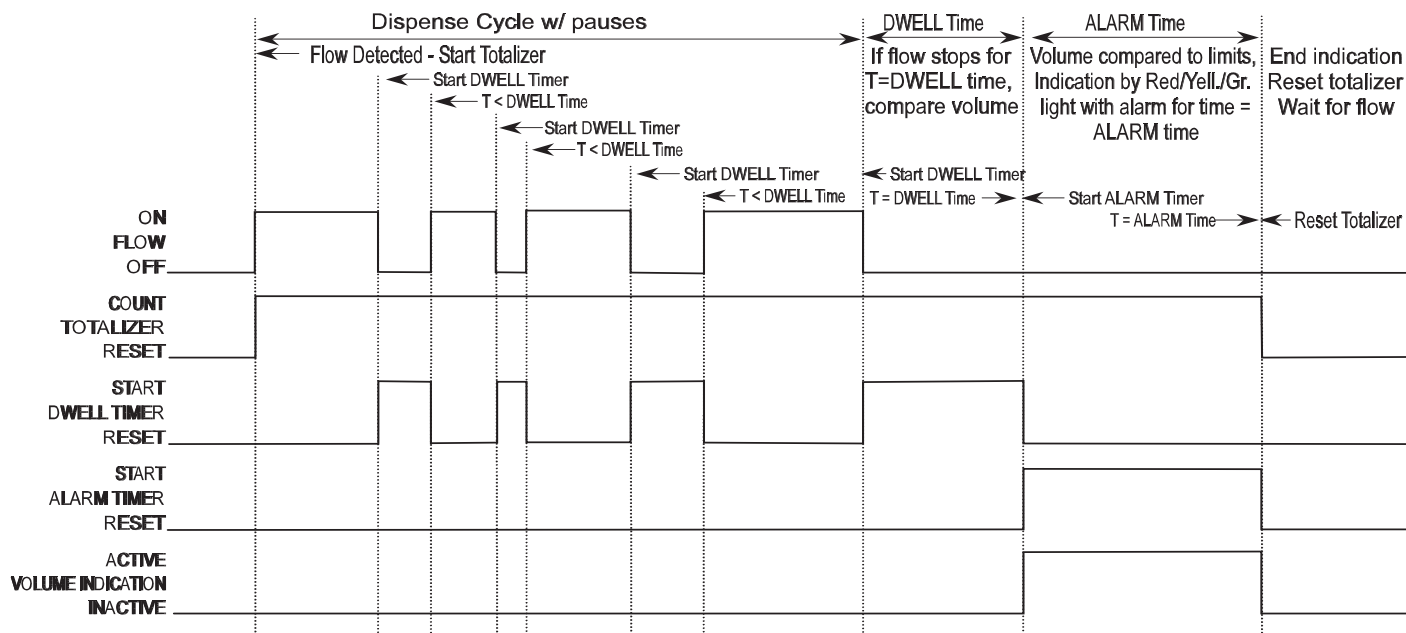 Dispense Cycle w/ pauses
Flow Detected - Start Totalizer
Start DWELL Timer
T < DWELL Time
Start DWELL Timer
T < DWELL Time
Start DWELL Timer
T < DWELL Time
DWELL Time
If flow stops for
T=DWELL time,
compare volume
Start DWELL Timer
T = DWELL Time
ALARM Time
Volume compared to limits,
Indication by Red/Yell./Gr.
light with alarm for time =
ALARM time
Start ALARM Timer
T = ALARM Time
End indication
Reset totalizer
Wait for flow
Reset Totalizer
ON
FLOW
OFF
COUNT
TOTALIZER
RESET
START
DWELL TIMER
RESET
START
ALARM TIMER
RESET
ACTIVE
VOLUME INDICATION
INACTIVE